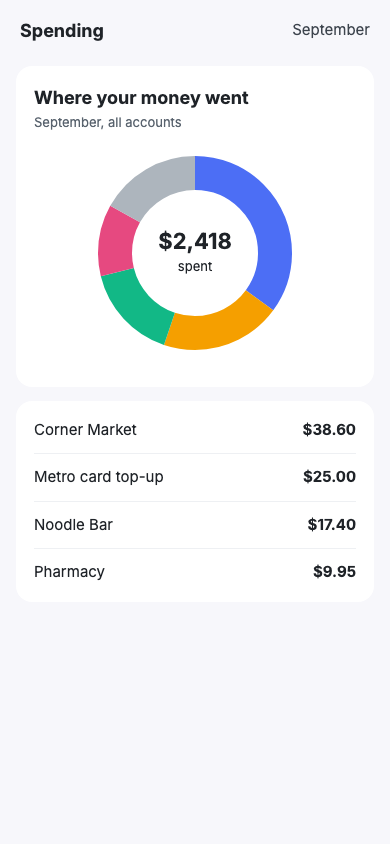 Spending
September
Where your money went
September, all accounts
$2,418
spent
Corner Market
$38.60
Metro card top-up
$25.00
Noodle Bar
$17.40
Pharmacy
$9.95